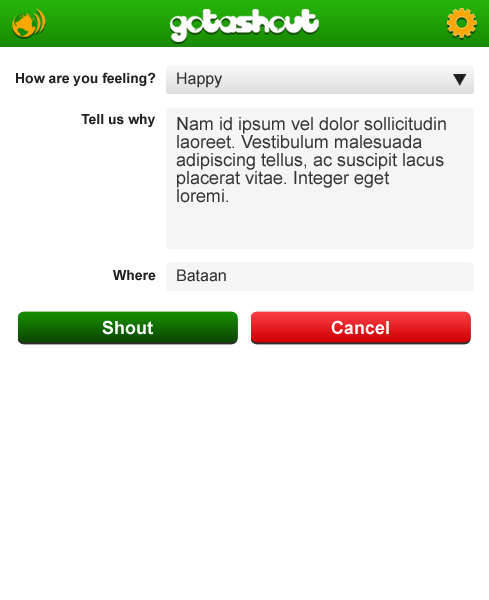 gotashout
How are you feeling? Happy
Tell us why
Nam id ipsum vel dolor sollicitudin
laoreet. Vestibulum malesuada
adipiscing tellus, ac suscipit lacus
placerat vitae. Integer eget
loremi.
Where Bataan
Shout Cancel